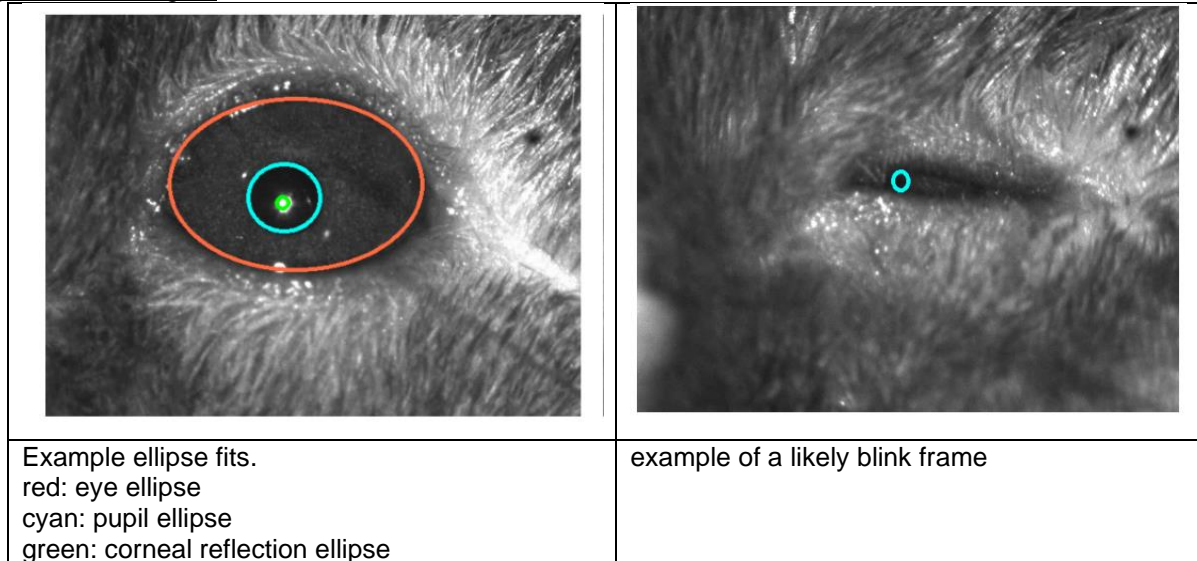 Example ellipse fits.
red: eye ellipse
cyan: pupil ellipse
green: corneal reflection ellipse
example of a likely blink frame